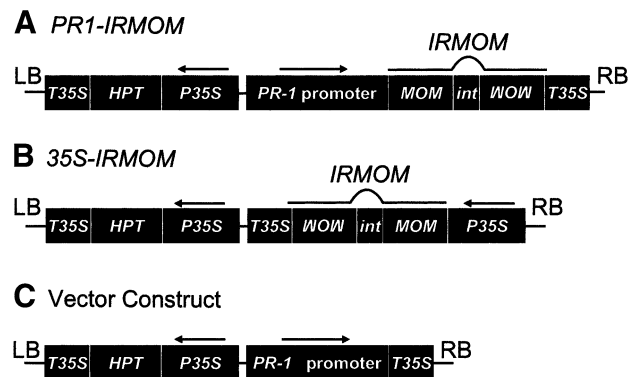 A PR1-IRMOM
IRMOM
LB T35S HPT P35S PR-1 promoter MOM int MOM T35S RB
B 35S-IRMOM
IRMOM
LB T35S HPT P35S T35S MOM int MOM P35S RB
C Vector Construct
LB T35S HPT P35S PR-1 promoter T35S RB